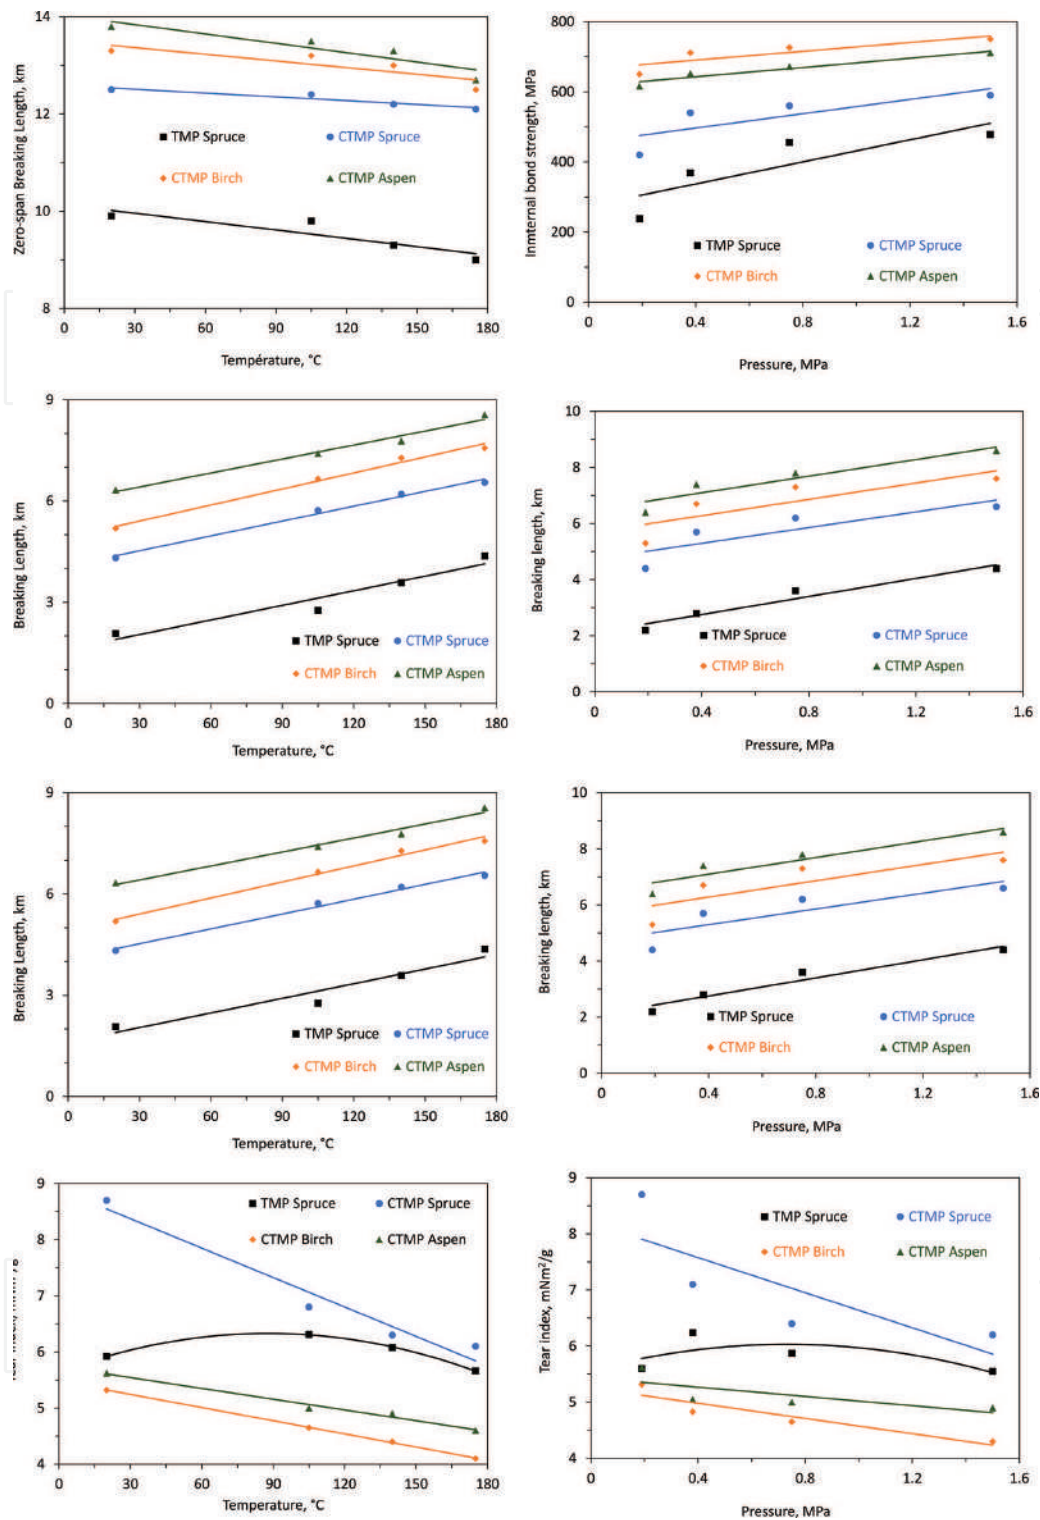 14
12
10
8
Zero-span Breaking Length, km
TMP Spruce CTMP Spruce
CTMP Birch CTMP Aspen
0 30 60 90 120 150 180
Température, °C
800
600
400
200
0
Inmternal bond strength, MPa
TMP Spruce CTMP Spruce
CTMP Birch CTMP Aspen
0 0.4 0.8 1.2 1.6
Pressure, MPa
9
6
3
0
Breaking Length, km
TMP Spruce CTMP Spruce
CTMP Birch CTMP Aspen
0 30 60 90 120 150 180
Temperature, °C
10
8
6
4
2
0
Breaking length, km
TMP Spruce CTMP Spruce
CTMP Birch CTMP Aspen
0 0.4 0.8 1.2 1.6
Pressure, MPa
9
6
3
0
Breaking Length, km
TMP Spruce CTMP Spruce
CTMP Birch CTMP Aspen
0 30 60 90 120 150 180
Temperature, °C
10
8
6
4
2
0
Breaking length, km
TMP Spruce CTMP Spruce
CTMP Birch CTMP Aspen
0 0.4 0.8 1.2 1.6
Pressure, MPa
9
8
7
6
5
4
TMP Spruce CTMP Spruce
CTMP Birch CTMP Aspen
0 30 60 90 120 150 180
Temperature, °C
9
8
7
6
5
4
Tear index, mNm²/g
TMP Spruce CTMP Spruce
CTMP Birch CTMP Aspen
0 0.4 0.8 1.2 1.6
Pressure, MPa